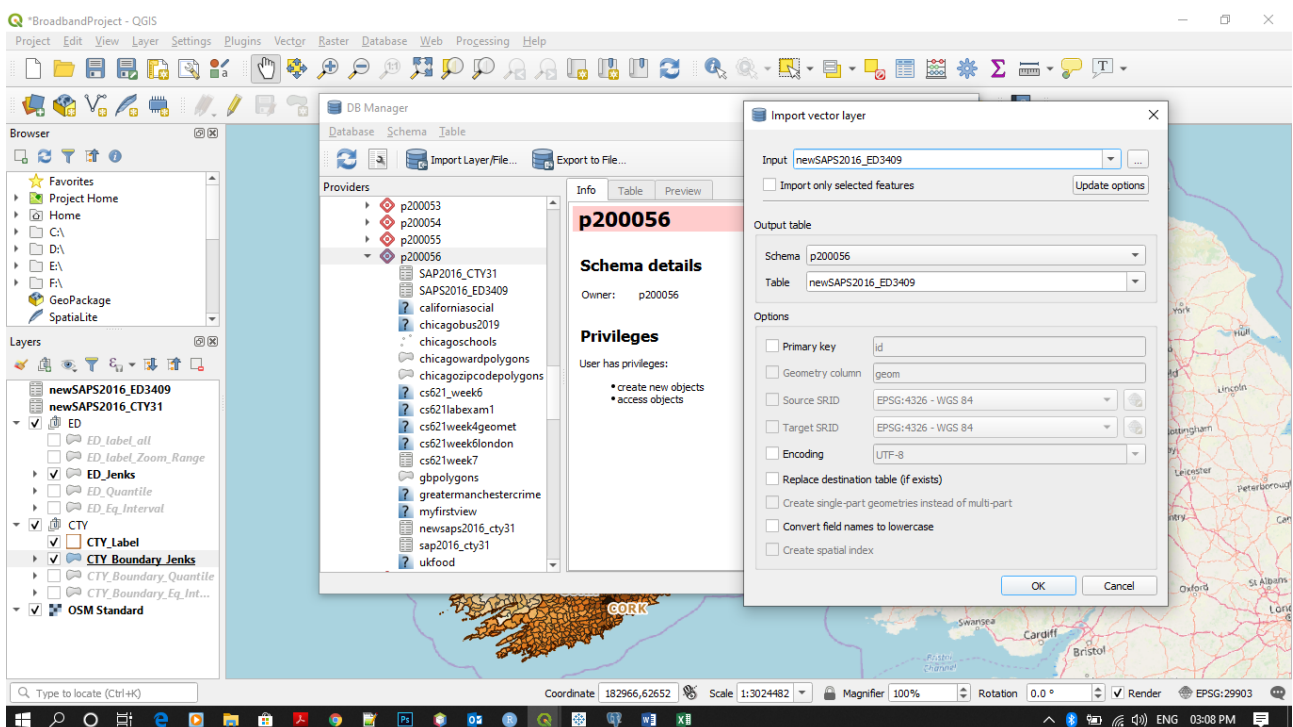 *BroadbandProject - QGIS
Project Edit View Layer Settings Plugins Vector Raster Database Web Processing Help
Browser
Favorites
Project Home
Home
C:\
D:\
E:\
F:\
GeoPackage
SpatiaLite
Layers
newSAPS2016_ED3409
newSAPS2016_CTY31
ED
ED_label_all
ED_label_Zoom_Range
ED_Jenks
ED_Quantile
ED_Eq_Interval
CTY
CTY_Label
CTY_Boundary_Jenks
CTY_Boundary_Quantile
CTY_Boundary_Eq_Int...
OSM Standard
DB Manager
Database Schema Table
Import Layer/File... Export to File...
Providers
p200053
p200054
p200055
p200056
SAP2016_CTY31
SAPS2016_ED3409
californiasocial
chicagobus2019
chicagoschools
chicagowardpolygons
chicagozipcodepolygons
cs621_week6
cs621labexam1
cs621week4geomet
cs621week6london
cs621week7
gbpolygons
greatermanchestercrime
myfirstview
newsaps2016_cty31
sap2016_cty31
ukfood
Info Table Preview
p200056
Schema details
Owner: p200056
Privileges
User has privileges:
• create new objects
• access objects
Import vector layer
Input newSAPS2016_ED3409 ...
Import only selected features Update options
Output table
Schema p200056
Table newSAPS2016_ED3409
Options
Primary key id
Geometry column geom
Source SRID EPSG:4326 - WGS 84
Target SRID EPSG:4326 - WGS 84
Encoding UTF-8
Replace destination table (if exists)
Create single-part geometries instead of multi-part
Convert field names to lowercase
Create spatial index
OK Cancel
York
Hull
Lincoln
ottingham
Leicester
Peterboroug
Oxford
St Albans
CORK
Swansea
Cardiff
Bristol
Bristol
Channel
Type to locate (Ctrl+K)
Coordinate 182966,62652 Scale 1:3024482 Magnifier 100% Rotation 0.0 ° Render EPSG:29903
ENG 03:08 PM